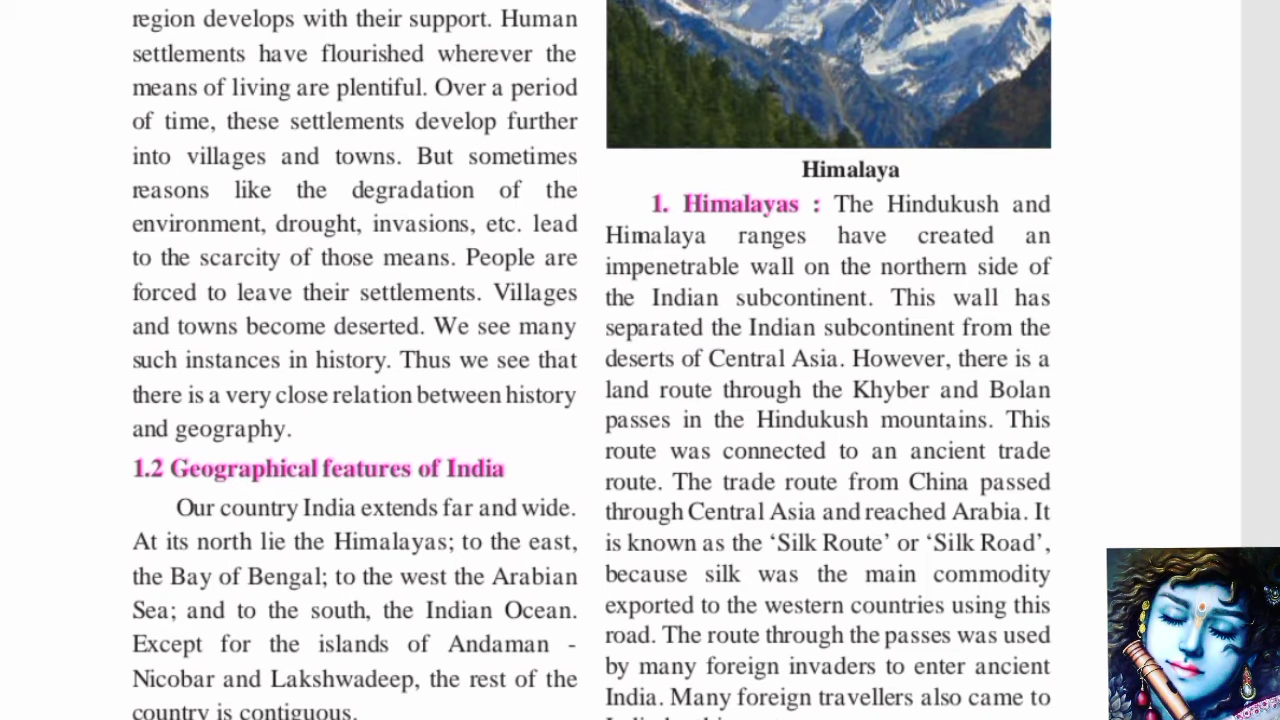 region develops with their support. Human
settlements have flourished wherever the
means of living are plentiful. Over a period
of time, these settlements develop further
into villages and towns. But sometimes
reasons like the degradation of the
environment, drought, invasions, etc. lead
to the scarcity of those means. People are
forced to leave their settlements. Villages
and towns become deserted. We see many
such instances in history. Thus we see that
there is a very close relation between history
and geography.
1.2 Geographical features of India
Our country India extends far and wide.
At its north lie the Himalayas; to the east,
the Bay of Bengal; to the west the Arabian
Sea; and to the south, the Indian Ocean.
Except for the islands of Andaman -
Nicobar and Lakshwadeep, the rest of the
country is contiguous.
Himalaya
1. Himalayas : The Hindukush and
Himalaya ranges have created an
impenetrable wall on the northern side of
the Indian subcontinent. This wall has
separated the Indian subcontinent from the
deserts of Central Asia. However, there is a
land route through the Khyber and Bolan
passes in the Hindukush mountains. This
route was connected to an ancient trade
route. The trade route from China passed
through Central Asia and reached Arabia. It
is known as the ‘Silk Route’ or ‘Silk Road’,
because silk was the main commodity
exported to the western countries using this
road. The route through the passes was used
by many foreign invaders to enter ancient
India. Many foreign travellers also came to